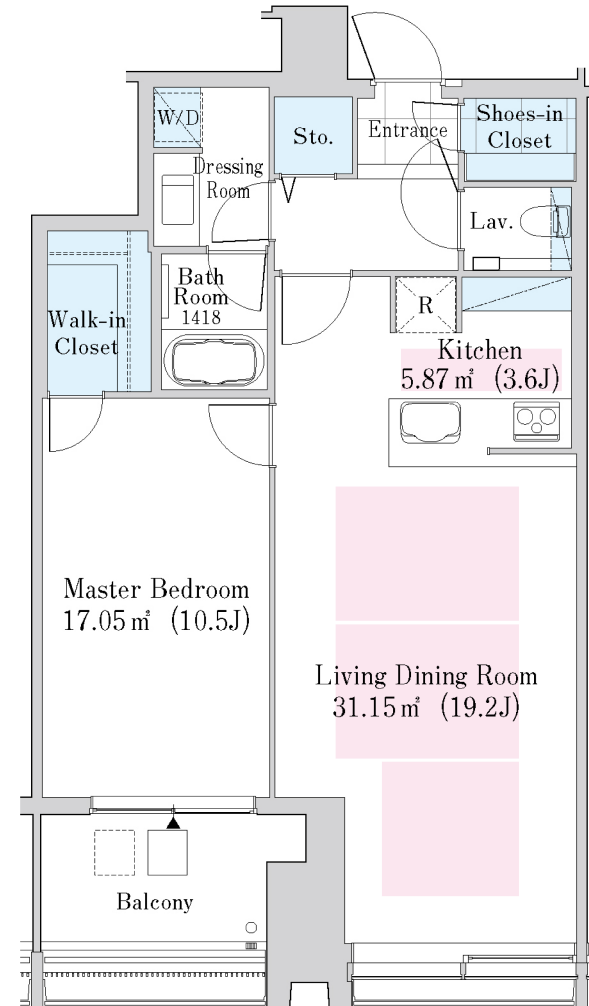 W/D
Sto.
Entrance
Shoes-in
Closet
Dressing
Room
Lav.
Bath
Room
1418
Walk-in
Closet
R
Kitchen
5.87㎡ (3.6J)
Master Bedroom
17.05㎡ (10.5J)
Living Dining Room
31.15㎡ (19.2J)
Balcony